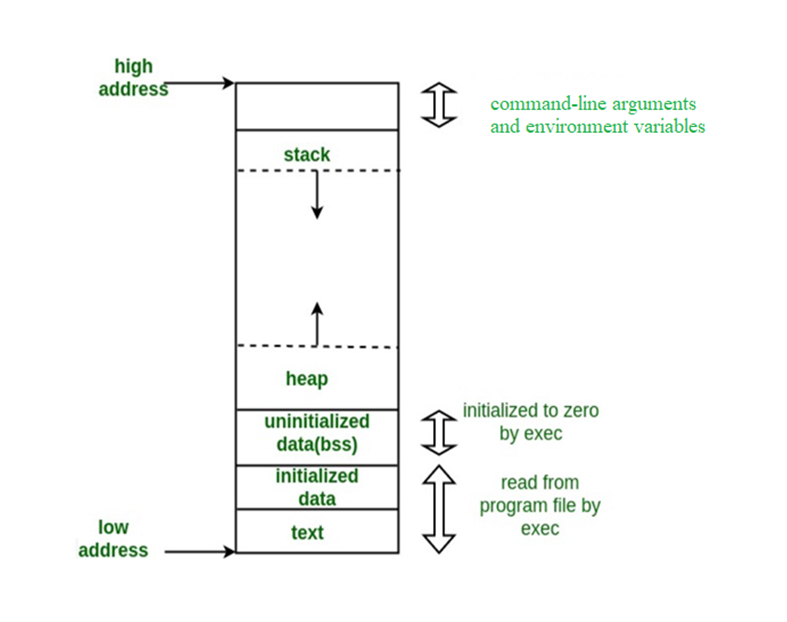 high
address
command-line arguments
and environment variables
stack
heap
initialized to zero
by exec
uninitialized
data(bss)
initialized
data
read from
program file by
exec
text
low
address